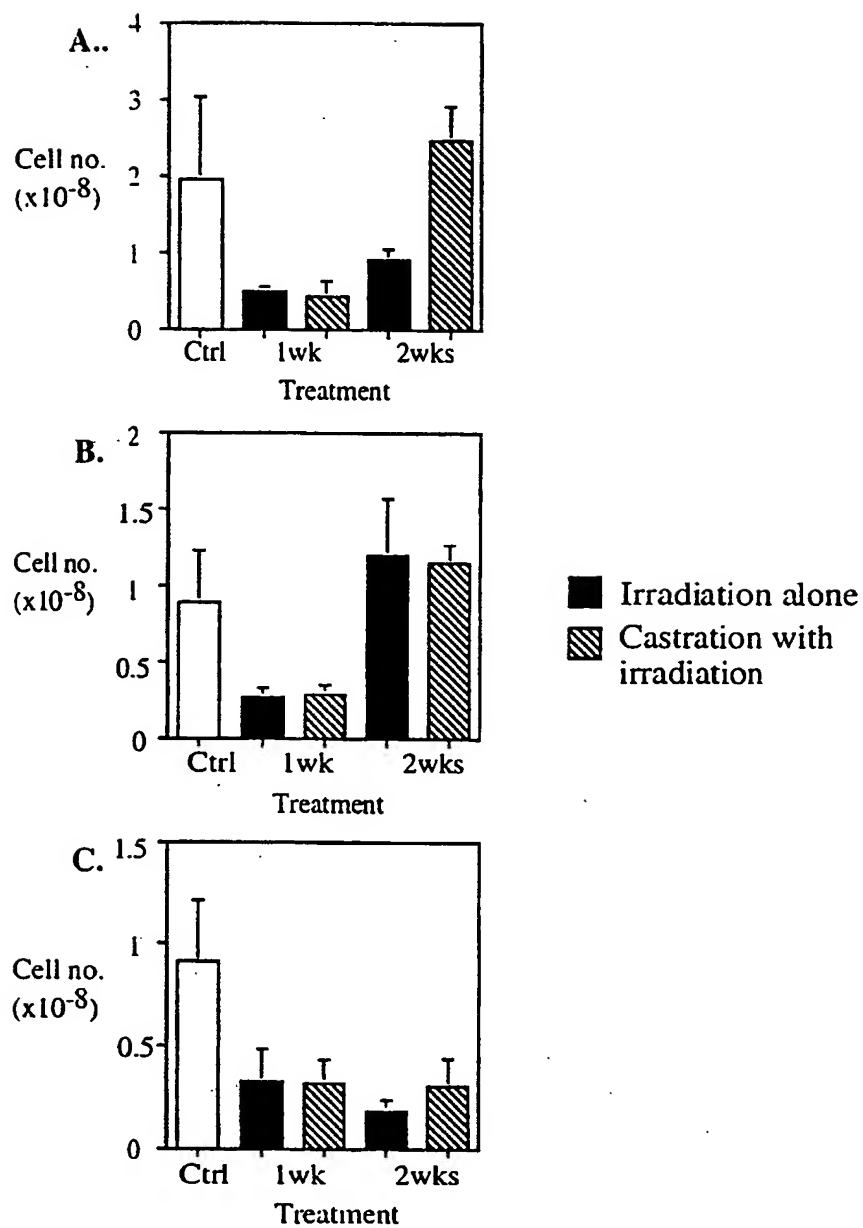 A..
4
3
2
1
0
Cell no.
(x10-8)
Ctrl 1wk 2wks
Treatment
B.
2
1.5
1
0.5
0
Cell no.
(x10-8)
Ctrl 1wk 2wks
Treatment
Irradiation alone
Castration with
irradiation
C.
1.5
1
0.5
0
Cell no.
(x10-8)
Ctrl 1wk 2wks
Treatment